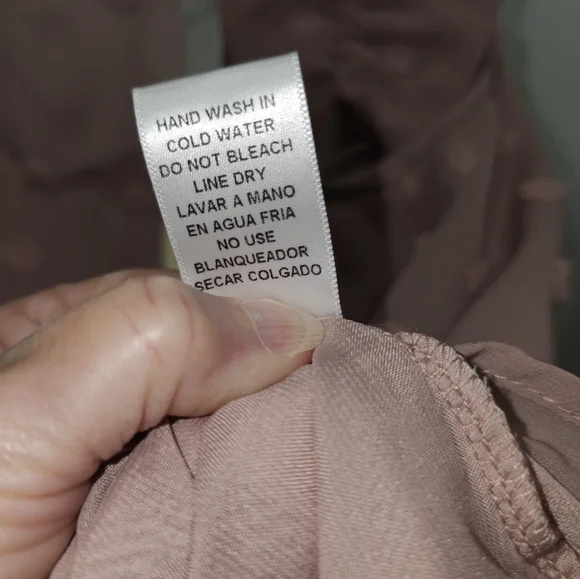 HAND WASH IN
COLD WATER
DO NOT BLEACH
LINE DRY
LAVAR A MANO
EN AGUA FRIA
NO USE
BLANQUEADOR
SECAR COLGADO